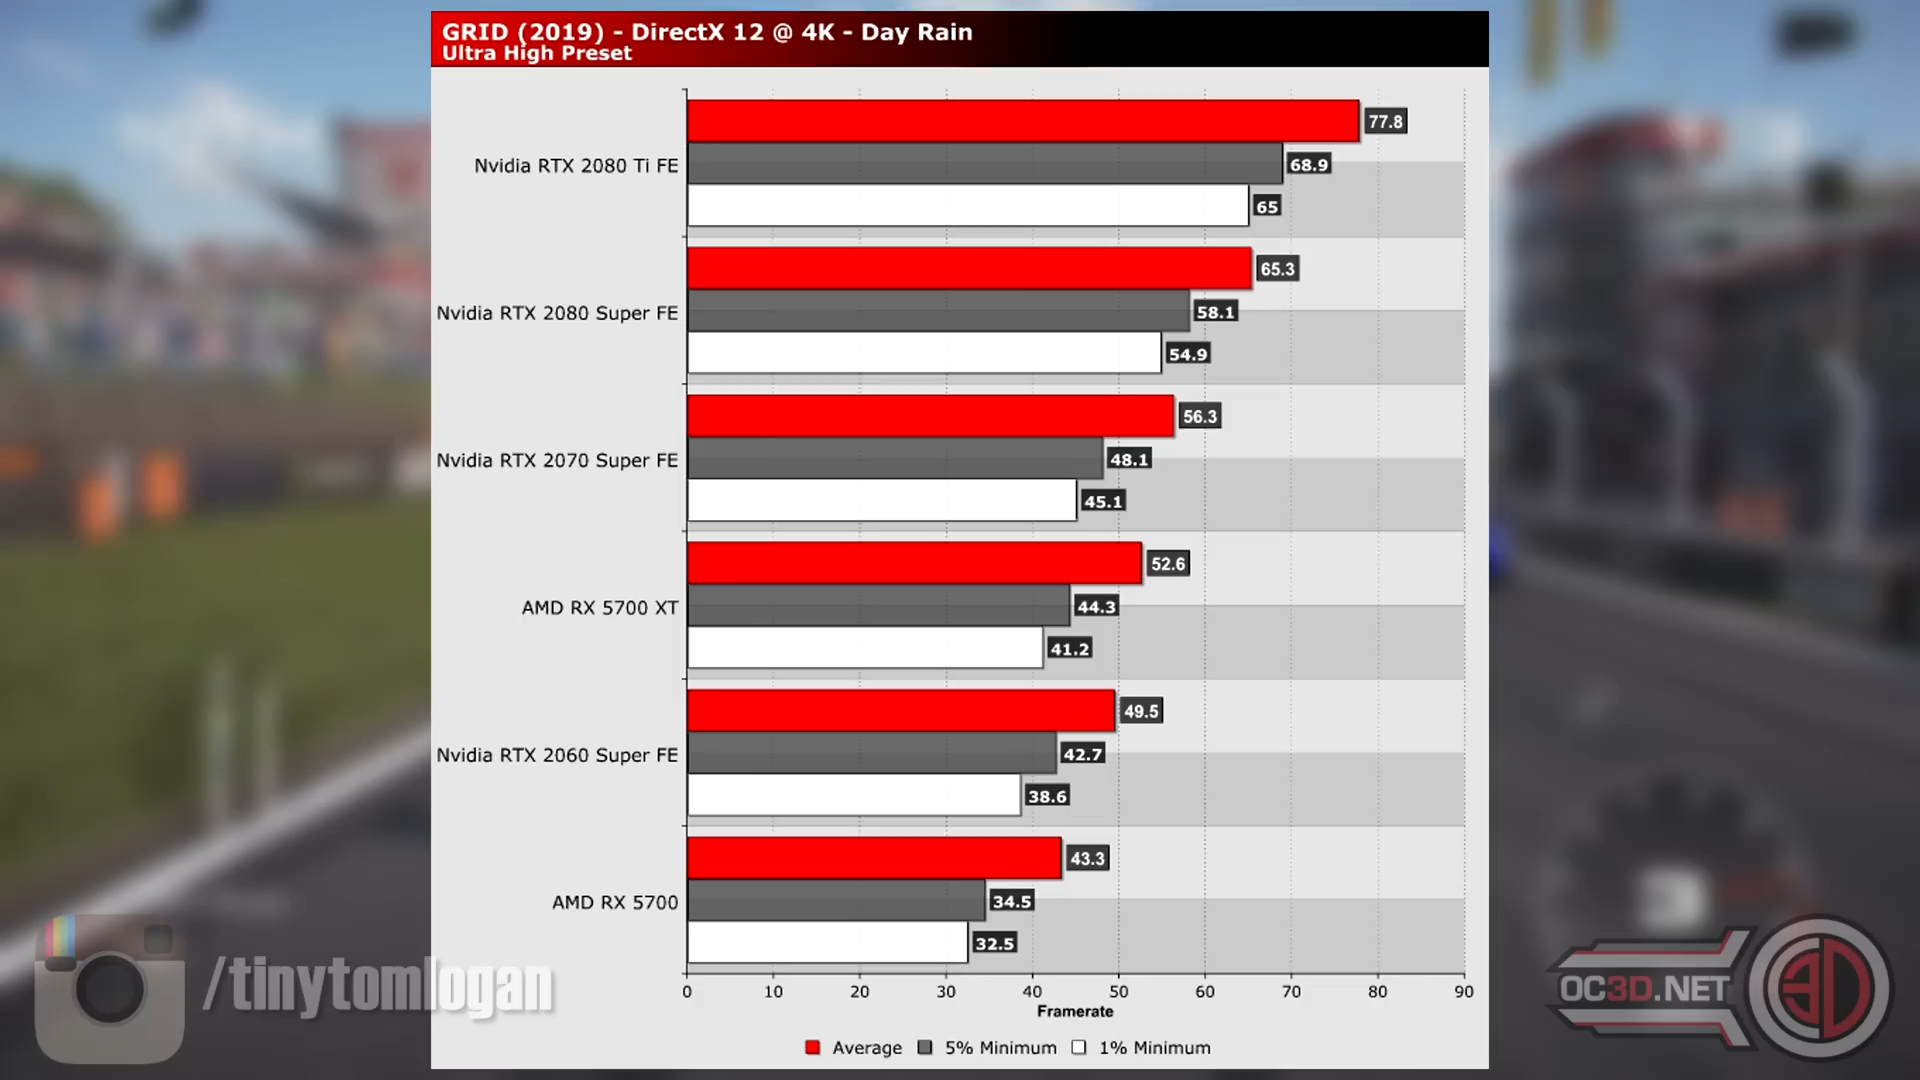 GRID (2019) - DirectX 12 @ 4K - Day Rain
Ultra High Preset
Nvidia RTX 2080 Ti FE
77.8
68.9
65
Nvidia RTX 2080 Super FE
65.3
58.1
54.9
Nvidia RTX 2070 Super FE
56.3
48.1
45.1
AMD RX 5700 XT
52.6
44.3
41.2
Nvidia RTX 2060 Super FE
49.5
42.7
38.6
AMD RX 5700
43.3
34.5
32.5
0 10 20 30 40 50 60 70 80 90
Framerate
Average 5% Minimum 1% Minimum
/tinytomlogan
OC3D.NET
3D